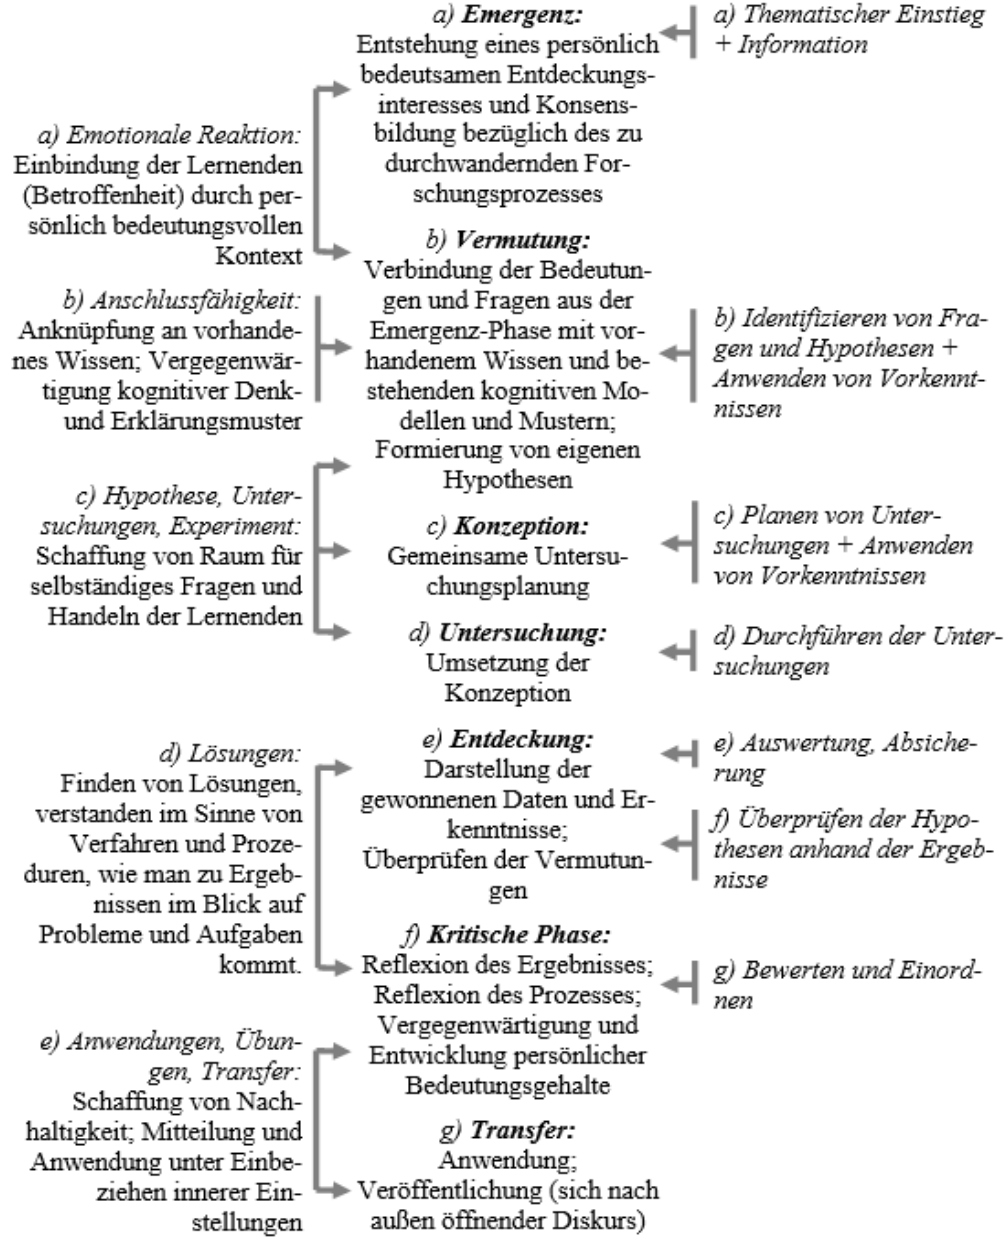 a) Emotionale Reaktion:
Einbindung der Lernenden
(Betroffenheit) durch per-
sönlich bedeutungsvollen
Kontext
b) Anschlussfähigkeit:
Anknüpfung an vorhande-
nes Wissen; Vergegenwär-
tigung kognitiver Denk-
und Erklärungsmuster
c) Hypothese, Unter-
suchungen, Experiment:
Schaffung von Raum für
selbständiges Fragen und
Handeln der Lernenden
d) Lösungen:
Finden von Lösungen,
verstanden im Sinne von
Verfahren und Proze-
duren, wie man zu Ergeb-
nissen im Blick auf
Probleme und Aufgaben
kommt.
e) Anwendungen, Übun-
gen, Transfer:
Schaffung von Nach-
haltigkeit; Mitteilung und
Anwendung unter Einbe-
ziehen innerer Ein-
stellungen
a) Emergenz:
Entstehung eines persönlich
bedeutsamen Entdeckungs-
interesses und Konsens-
bildung bezüglich des zu
durchwandernden For-
schungsprozesses
b) Vermutung:
Verbindung der Bedeutun-
gen und Fragen aus der
Emergenz-Phase mit vor-
handenem Wissen und be-
stehenden kognitiven Mo-
dellen und Mustern;
Formierung von eigenen
Hypothesen
c) Konzeption:
Gemeinsame Untersu-
chungsplanung
d) Untersuchung:
Umsetzung der
Konzeption
e) Entdeckung:
Darstellung der
gewonnenen Daten und Er-
kenntnisse;
Überprüfen der Vermutun-
gen
f) Kritische Phase:
Reflexion des Ergebnisses;
Reflexion des Prozesses;
Vergegenwärtigung und
Entwicklung persönlicher
Bedeutungsgehalte
g) Transfer:
Anwendung;
Veröffentlichung (sich nach
außen öffnender Diskurs)
a) Thematischer Einstieg
+ Information
b) Identifizieren von Fra-
gen und Hypothesen +
Anwenden von Vorkennt-
nissen
c) Planen von Unter-
suchungen + Anwenden
von Vorkenntnissen
d) Durchführen der Unter-
suchungen
e) Auswertung, Absiche-
rung
f) Überprüfen der Hypo-
thesen anhand der Ergeb-
nisse
g) Bewerten und Einord-
nen